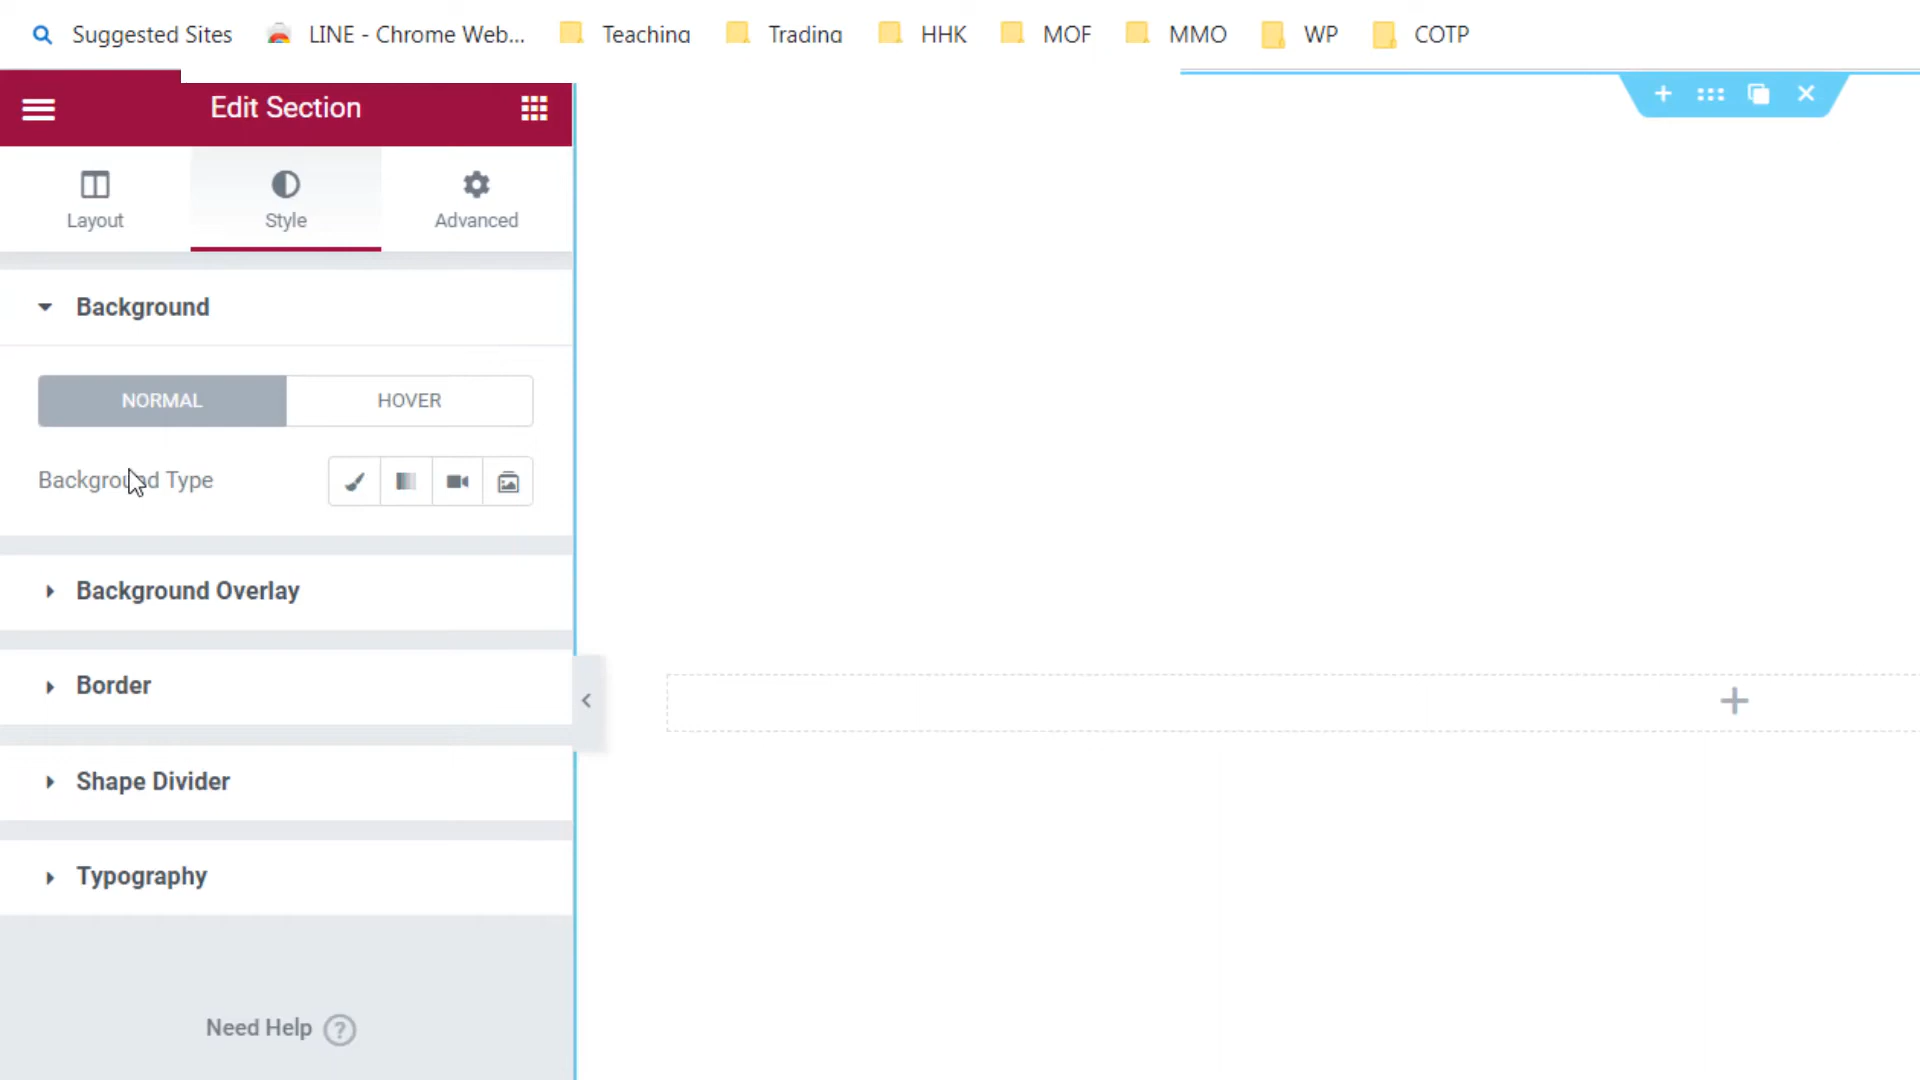 Suggested Sites LINE - Chrome Web... Teaching Trading HHK MOF MMO WP COTP
Edit Section
Layout Style Advanced
Background
NORMAL HOVER
Background Type
Background Overlay
Border
Shape Divider
Typography
Need Help ?